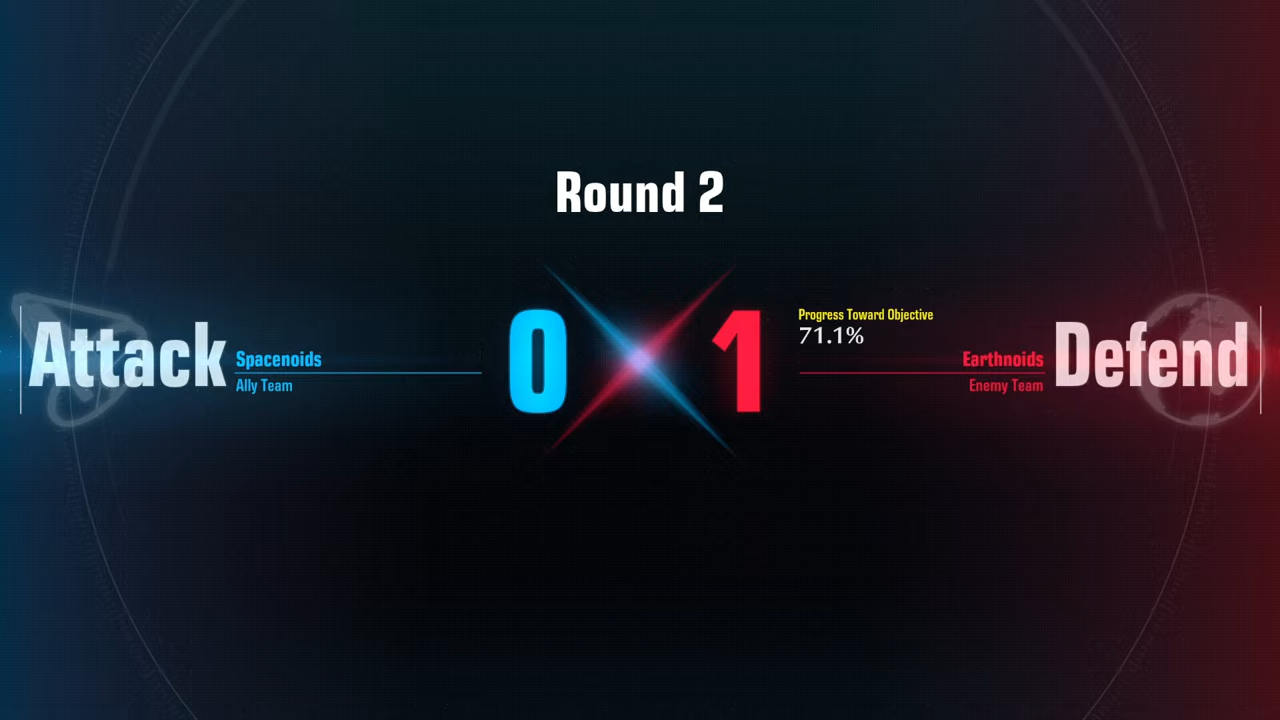 Round 2
Attack
Spacenoids
Ally Team
0
1
Progress Toward Objective
71.1%
Earthnoids
Enemy Team
Defend